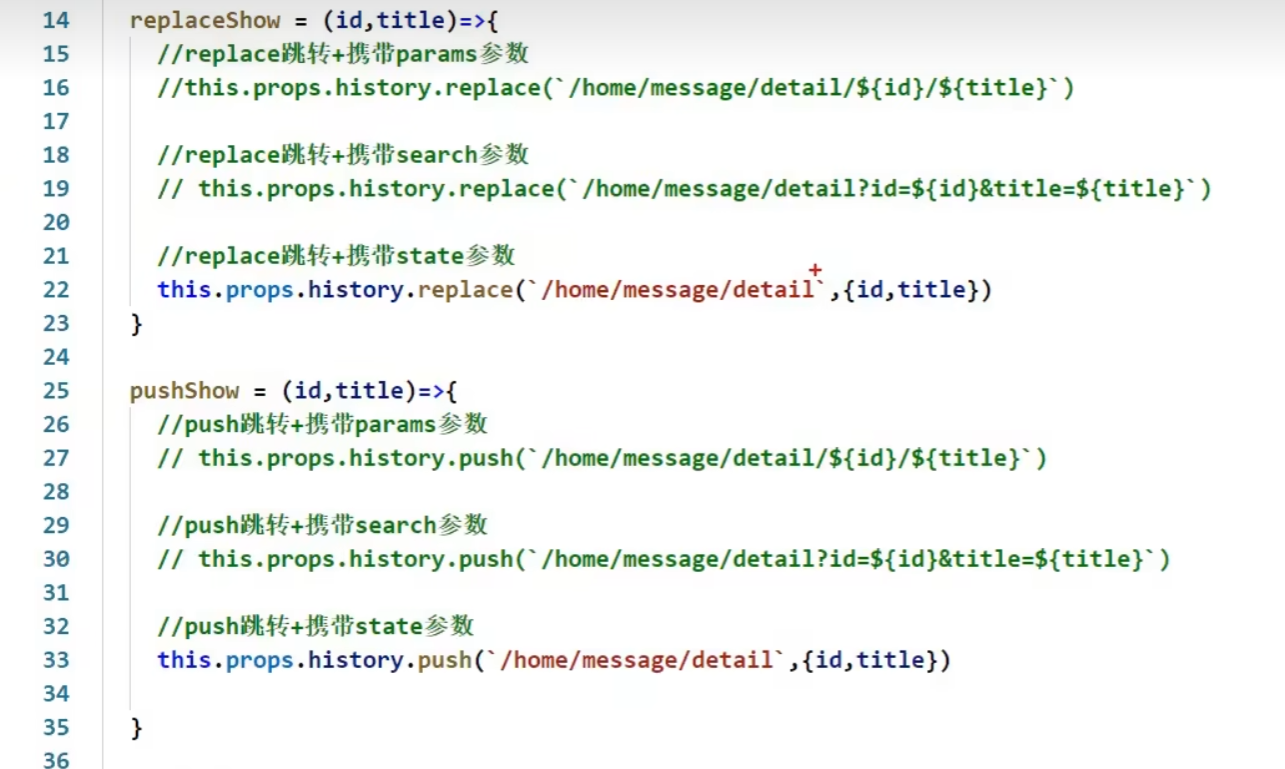 14 replaceShow = (id,title)=>{
15 //replace跳转+携带params参数
16 //this.props.history.replace(`/home/message/detail/${id}/${title}`)
17
18 //replace跳转+携带search参数
19 // this.props.history.replace(`/home/message/detail?id=${id}&title=${title}`)
20
21 //replace跳转+携带state参数
22 this.props.history.replace(`/home/message/detail`,{id,title})
23 }
24
25 pushShow = (id,title)=>{
26 //push跳转+携带params参数
27 // this.props.history.push(`/home/message/detail/${id}/${title}`)
28
29 //push跳转+携带search参数
30 // this.props.history.push(`/home/message/detail?id=${id}&title=${title}`)
31
32 //push跳转+携带state参数
33 this.props.history.push(`/home/message/detail`,{id,title})
34
35 }
36